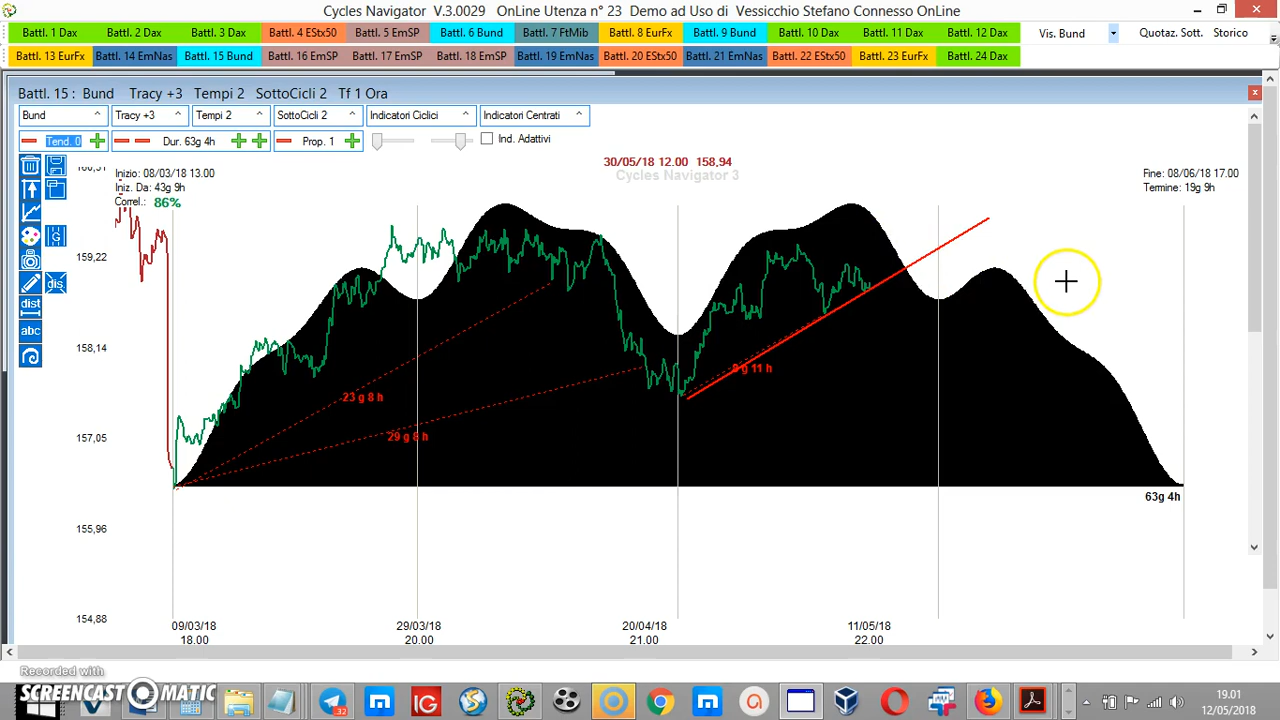 Cycles Navigator V.3.0029 OnLine Utenza n° 23 Demo ad Uso di Vessicchio Stefano Connesso OnLine
Battl. 1 Dax Battl. 2 Dax Battl. 3 Dax Battl. 4 EStx50 Battl. 5 EmSP Battl. 6 Bund Battl. 7 FtMib Battl. 8 EurFx Battl. 9 Bund Battl. 10 Dax Battl. 11 Dax Battl. 12 Dax Vis. Bund Quotaz. Sott. Storico
Battl. 13 EurFx Battl. 14 EmNas Battl. 15 Bund Battl. 16 EmSP Battl. 17 EmSP Battl. 18 EmSP Battl. 19 EmNas Battl. 20 EStx50 Battl. 21 EmNas Battl. 22 EStx50 Battl. 23 EurFx Battl. 24 Dax
Battl. 15 : Bund Tracy +3 Tempi 2 SottoCicli 2 Tf 1 Ora
Bund Tracy +3 Tempi 2 SottoCicli 2 Indicatori Ciclici Indicatori Centrati
Tend. 0 Dur. 63g 4h Prop. 1 Ind. Adattivi
30/05/18 12.00 158,94
Cycles Navigator 3
Inizio: 08/03/18 13.00
Iniz. Da: 43g 9h
Correl.: 86%
Fine: 08/06/18 17.00
Termine: 19g 9h
159,22
158,14
157,05
155,96
154,88
G
dis
dist
abc
23 g 8 h
29 g 8 h
11 h
63g 4h
09/03/18 29/03/18 20/04/18 11/05/18
18.00 20.00 21.00 22.00
Recorded with
SCREENCAST MATIC
32
IG
19.01
12/05/2018